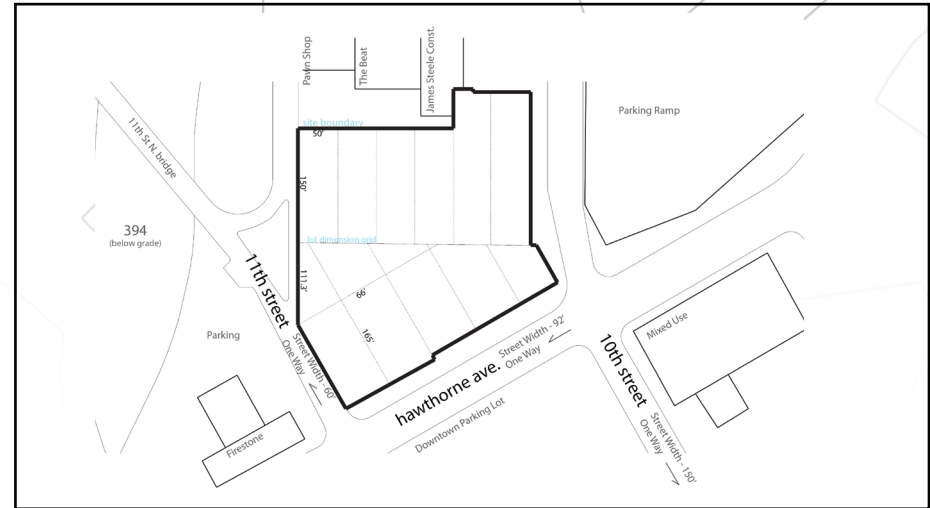 Pawn Shop
The Beat
James Steele Const.
Parking Ramp
site boundary
50'
11th St N. bridge
150'
394
(below grade)
lot dimension grid
11th street
111.3'
66'
165'
Parking
Street Width - 60'
One Way
Street Width - 92'
One Way
hawthorne ave.
Downtown Parking Lot
10th street
Mixed Use
Street Width - 150'
One Way
Firestone